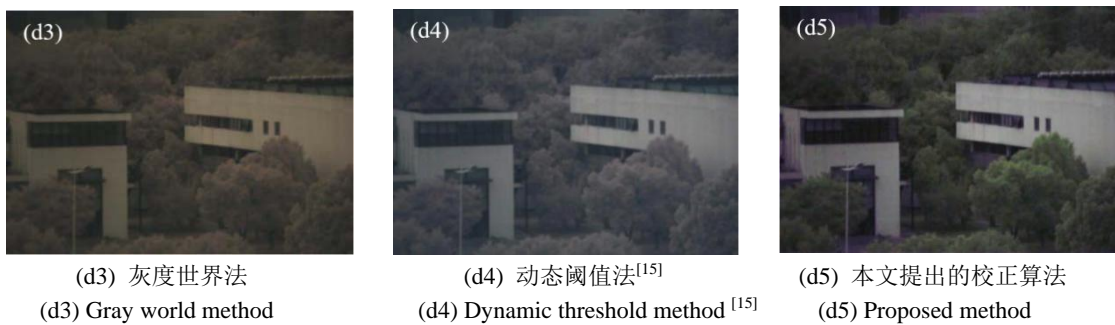 (d3)
(d4)
(d5)
(d3) 灰度世界法
(d4) 动态阈值法[15]
(d5) 本文提出的校正算法
(d3) Gray world method
(d4) Dynamic threshold method [15]
(d5) Proposed method